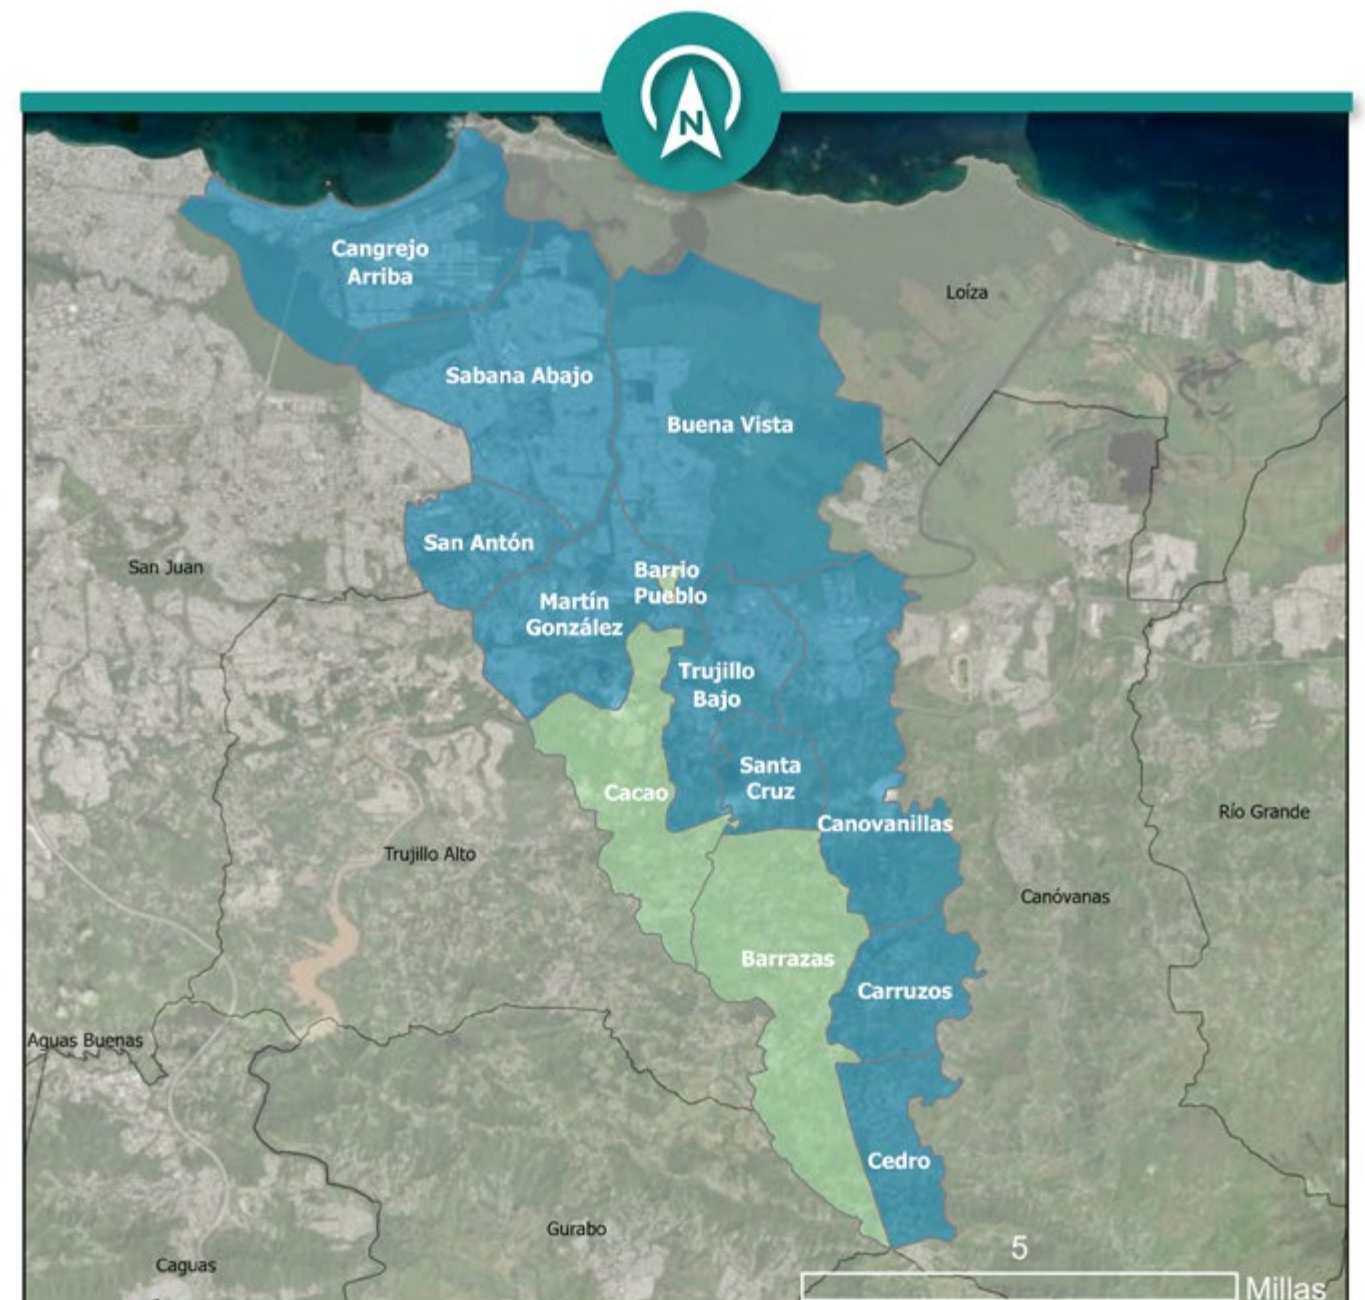 N
Cangrejo
Arriba
Loíza
Sabana Abajo
Buena Vista
San Antón
San Juan
Barrio
Pueblo
Martín
González
Trujillo
Bajo
Santa
Cruz
Cacao
Canovanillas
Río Grande
Trujillo Alto
Canóvanas
Barrazas
Carruzos
Aguas Buenas
Cedro
Gurabo
5
Caguas
Millas